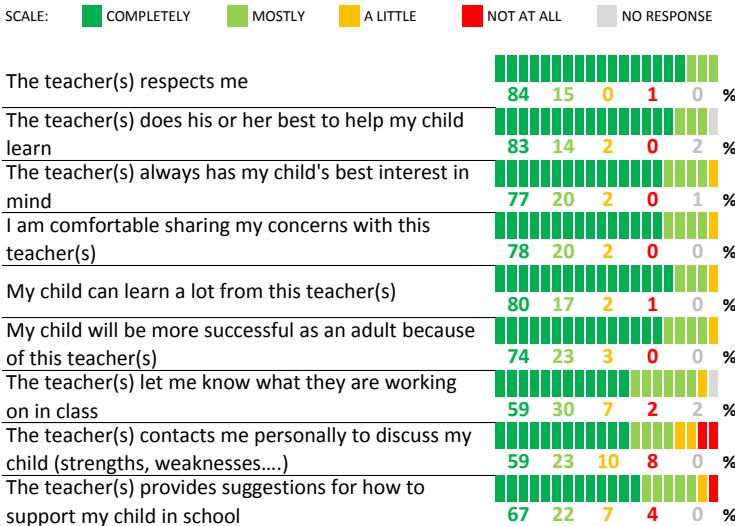 SCALE: COMPLETELY MOSTLY A LITTLE NOT AT ALL NO RESPONSE
The teacher(s) respects me
84 15 0 1 0 %
The teacher(s) does his or her best to help my child
learn
83 14 2 0 2 %
The teacher(s) always has my child's best interest in
mind
77 20 2 0 1 %
I am comfortable sharing my concerns with this
teacher(s)
78 20 2 0 0 %
My child can learn a lot from this teacher(s)
80 17 2 1 0 %
My child will be more successful as an adult because
of this teacher(s)
74 23 3 0 0 %
The teacher(s) let me know what they are working
on in class
59 30 7 2 2 %
The teacher(s) contacts me personally to discuss my
child (strengths, weaknesses....)
59 23 10 8 0 %
The teacher(s) provides suggestions for how to
support my child in school
67 22 7 4 0 %